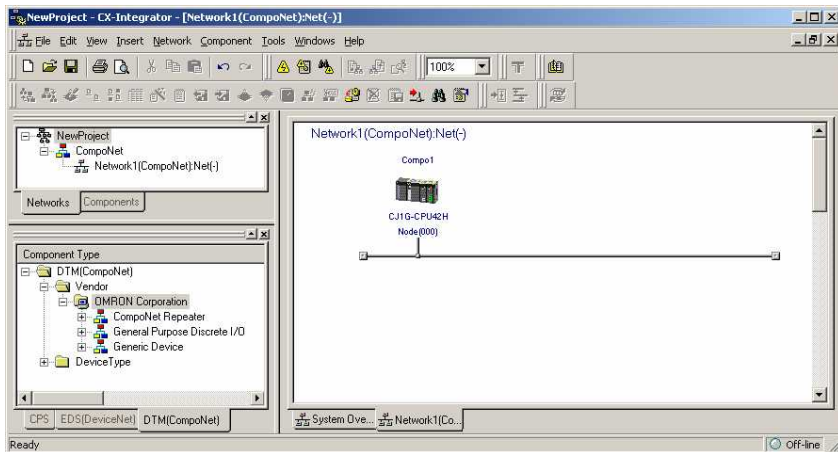 NewProject - CX-Integrator - [Network1(CompoNet):Net(-)]
File Edit View Insert Network Component Tools Windows Help
100%
NewProject
CompoNet
Network1(CompoNet):Net(-)
Networks Components
Component Type
DTM(CompoNet)
Vendor
OMRON Corporation
CompoNet Repeater
General Purpose Discrete I/O
Generic Device
DeviceType
CPS EDS(DeviceNet) DTM(CompoNet)
Network1(CompoNet):Net(-)
Compo1
CJ1G-CPU42H
Node(000)
System Ove... Network1(Co...
Ready Off-line